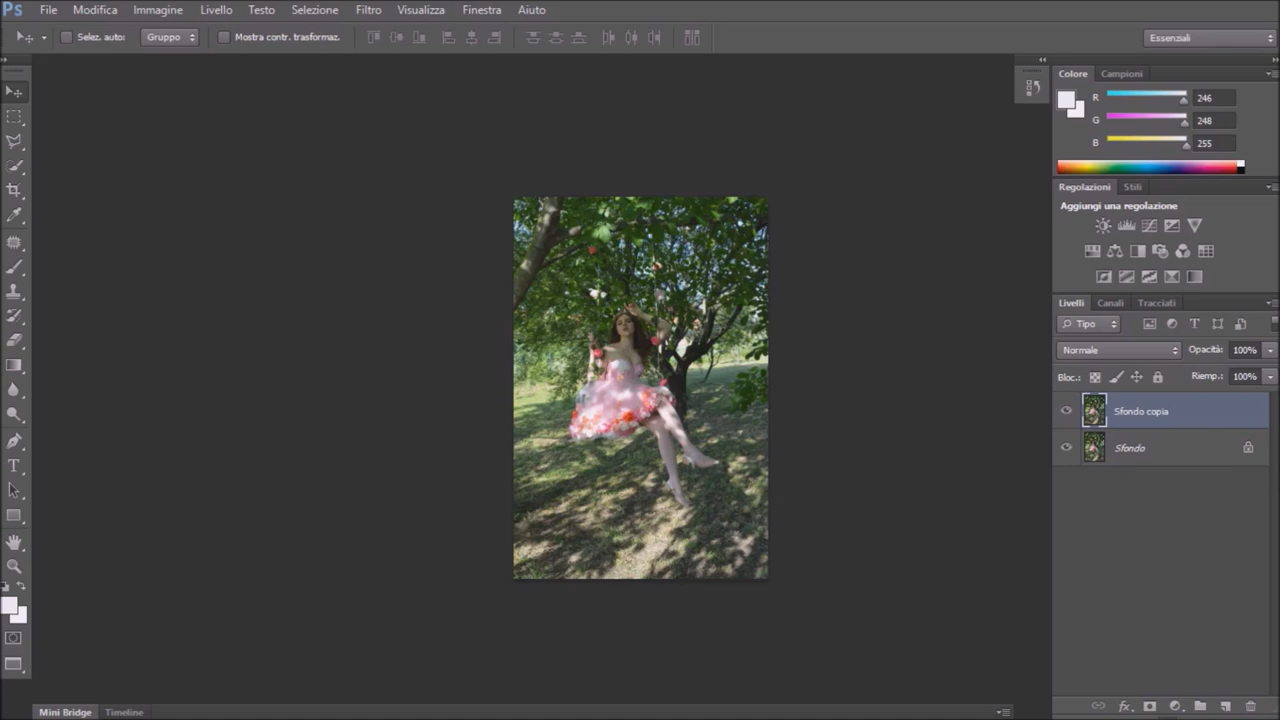 Ps File Modifica Immagine Livello Testo Selezione Filtro Visualizza Finestra Aiuto
Selez. auto: Gruppo Mostra contr. trasformaz. Essenziali
Colore Campioni
R 246
G 248
B 255
Regolazioni Stili
Aggiungi una regolazione
Livelli Canali Tracciati
Tipo
Normale Opacità: 100%
Bloc.: Riemp.: 100%
Sfondo copia
Sfondo
Mini Bridge Timeline